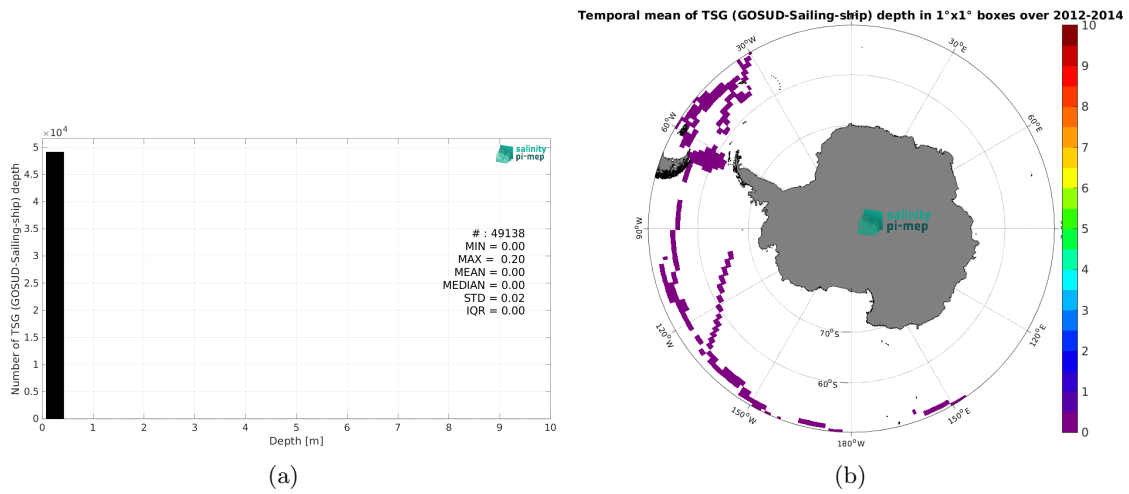 ×10⁴
5
4.5
4
3.5
3
2.5
2
1.5
1
0.5
0
Number of TSG (GOSUD-Sailing-ship) depth
salinity
pi-mep
# : 49138
MIN = 0.00
MAX = 0.20
MEAN = 0.00
MEDIAN = 0.00
STD = 0.02
IQR = 0.00
0 1 2 3 4 5 6 7 8 9 10
Depth [m]
(a)
Temporal mean of TSG (GOSUD-Sailing-ship) depth in 1°x1° boxes over 2012-2014
30°W
30°E
60°W
60°E
90°W
120°W
120°E
150°W
150°E
180°W
70°S
60°S
salinity
pi-mep
10
9
8
7
6
5
4
3
2
1
0
(b)